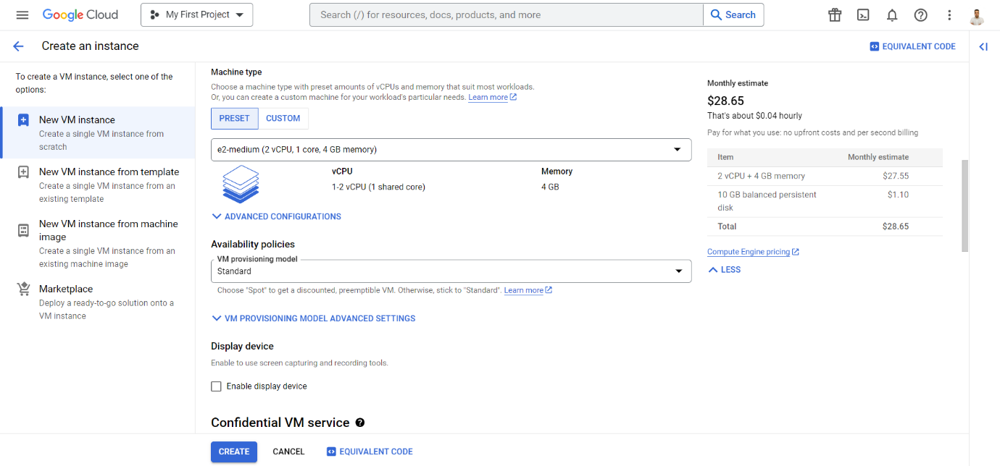 Google Cloud
My First Project
Search (/) for resources, docs, products, and more
Search
Create an instance
EQUIVALENT CODE
To create a VM instance, select one of the
options:
New VM instance
Create a single VM instance from
scratch
New VM instance from template
Create a single VM instance from an
existing template
New VM instance from machine
image
Create a single VM instance from an
existing machine image
Marketplace
Deploy a ready-to-go solution onto a
VM instance
Machine type
Choose a machine type with preset amounts of vCPUs and memory that suit most workloads.
Or, you can create a custom machine for your workload's particular needs. Learn more
PRESET
CUSTOM
e2-medium (2 vCPU, 1 core, 4 GB memory)
vCPU
Memory
1-2 vCPU (1 shared core)
4 GB
ADVANCED CONFIGURATIONS
Availability policies
VM provisioning model
Standard
Choose "Spot" to get a discounted, preemptible VM. Otherwise, stick to "Standard". Learn more
VM PROVISIONING MODEL ADVANCED SETTINGS
Display device
Enable to use screen capturing and recording tools.
Enable display device
Confidential VM service
CREATE
CANCEL
EQUIVALENT CODE
Monthly estimate
$28.65
That's about $0.04 hourly
Pay for what you use: no upfront costs and per second billing
Item Monthly estimate
2 vCPU + 4 GB memory $27.55
10 GB balanced persistent $1.10
disk
Total $28.65
Compute Engine pricing
LESS